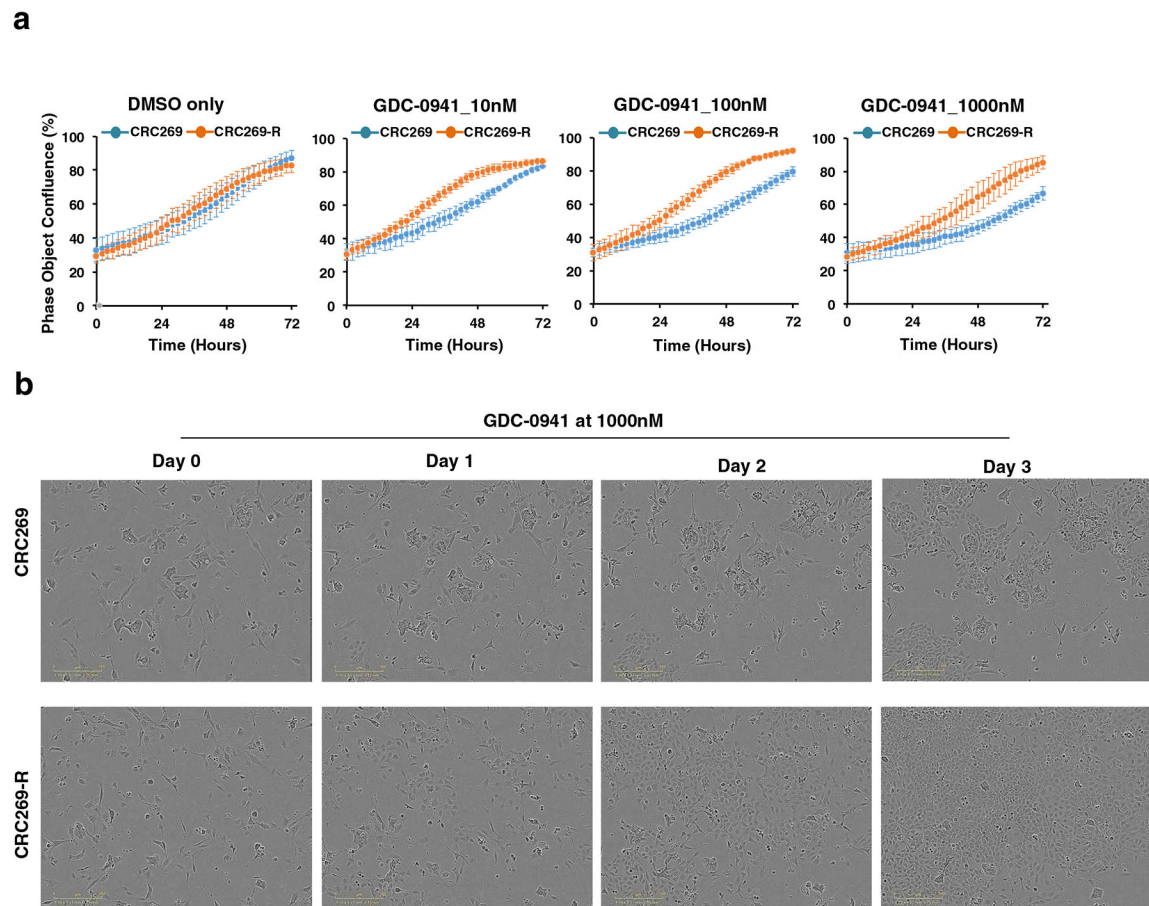 a
DMSO only
GDC-0941_10nM
GDC-0941_100nM
GDC-0941_1000nM
CRC269 CRC269-R
CRC269 CRC269-R
CRC269 CRC269-R
CRC269 CRC269-R
Phase Object Confluence (%)
100
80
60
40
20
0
0 24 48 72
Time (Hours)
100
80
60
40
20
0
0 24 48 72
Time (Hours)
100
80
60
40
20
0
0 24 48 72
Time (Hours)
100
80
60
40
20
0
0 24 48 72
Time (Hours)
b
GDC-0941 at 1000nM
Day 0
Day 1
Day 2
Day 3
CRC269
CRC269-R